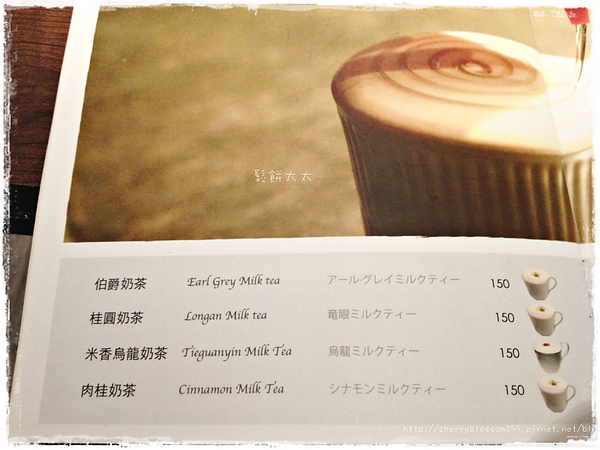 鬆餅太太
伯爵奶茶 Earl Grey Milk tea アール・グレイミルクティー 150
桂圓奶茶 Longan Milk tea 竜眼ミルクティー 150
米香烏龍奶茶 Tieguanyin Milk Tea 烏龍ミルクティー 150
肉桂奶茶 Cinnamon Milk Tea シナモンミルクティー 150
http://cherryblossom295.pixnet.net/bl